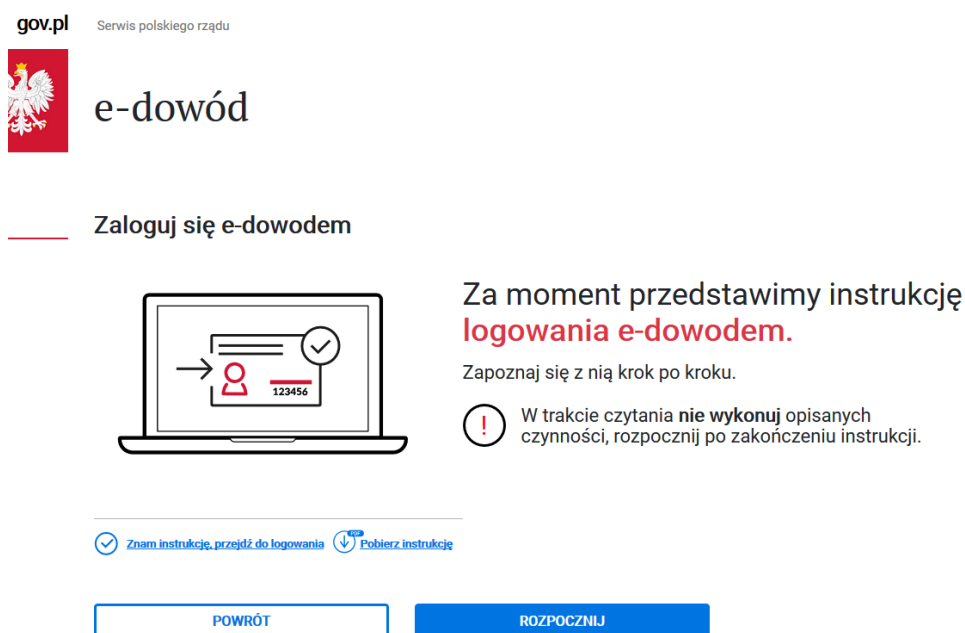 gov.pl Serwis polskiego rządu
e-dowód
Zaloguj się e-dowodem
123456
Za moment przedstawimy instrukcję
logowania e-dowodem.
Zapoznaj się z nią krok po kroku.
!
W trakcie czytania nie wykonuj opisanych
czynności, rozpocznij po zakończeniu instrukcji.
Znam instrukcję, przejdź do logowania PDF Pobierz instrukcję
POWRÓT ROZPOCZNIJ